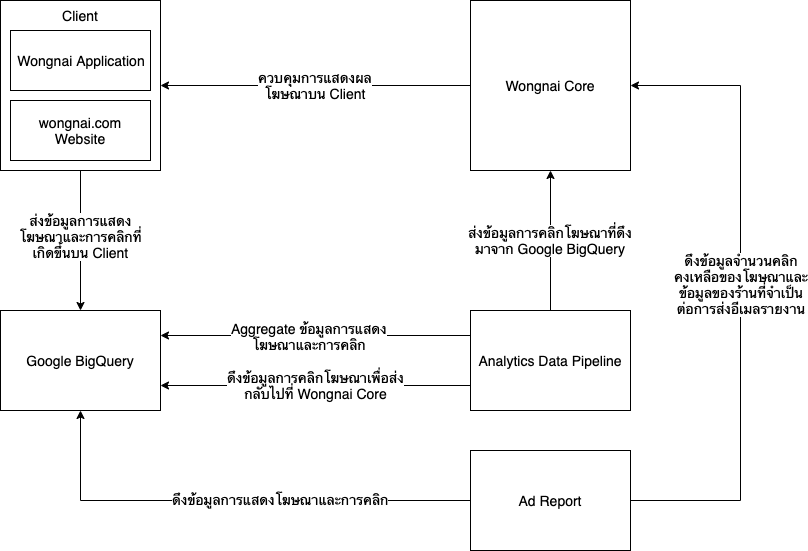 Client
Wongnai Application
wongnai.com
Website
ควบคุมการแสดงผล
โฆษณาบน Client
Wongnai Core
ส่งข้อมูลการแสดง
โฆษณาและการคลิกที่
เกิดขึ้นบน Client
ส่งข้อมูลการคลิกโฆษณาที่ดึง
มาจาก Google BigQuery
ดึงข้อมูลจำนวนคลิก
คงเหลือของโฆษณาและ
ข้อมูลของร้านที่จำเป็น
ต่อการส่งอีเมลรายงาน
Google BigQuery
Aggregate ข้อมูลการแสดง
โฆษณาและการคลิก
ดึงข้อมูลการคลิกโฆษณาเพื่อส่ง
กลับไปที่ Wongnai Core
Analytics Data Pipeline
ดึงข้อมูลการแสดงโฆษณาและการคลิก
Ad Report